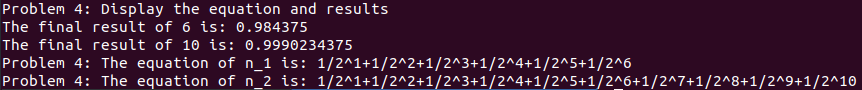 Problem 4: Display the equation and results
The final result of 6 is: 0.984375
The final result of 10 is: 0.9990234375
Problem 4: The equation of n_1 is: 1/2^1+1/2^2+1/2^3+1/2^4+1/2^5+1/2^6
Problem 4: The equation of n_2 is: 1/2^1+1/2^2+1/2^3+1/2^4+1/2^5+1/2^6+1/2^7+1/2^8+1/2^9+1/2^10